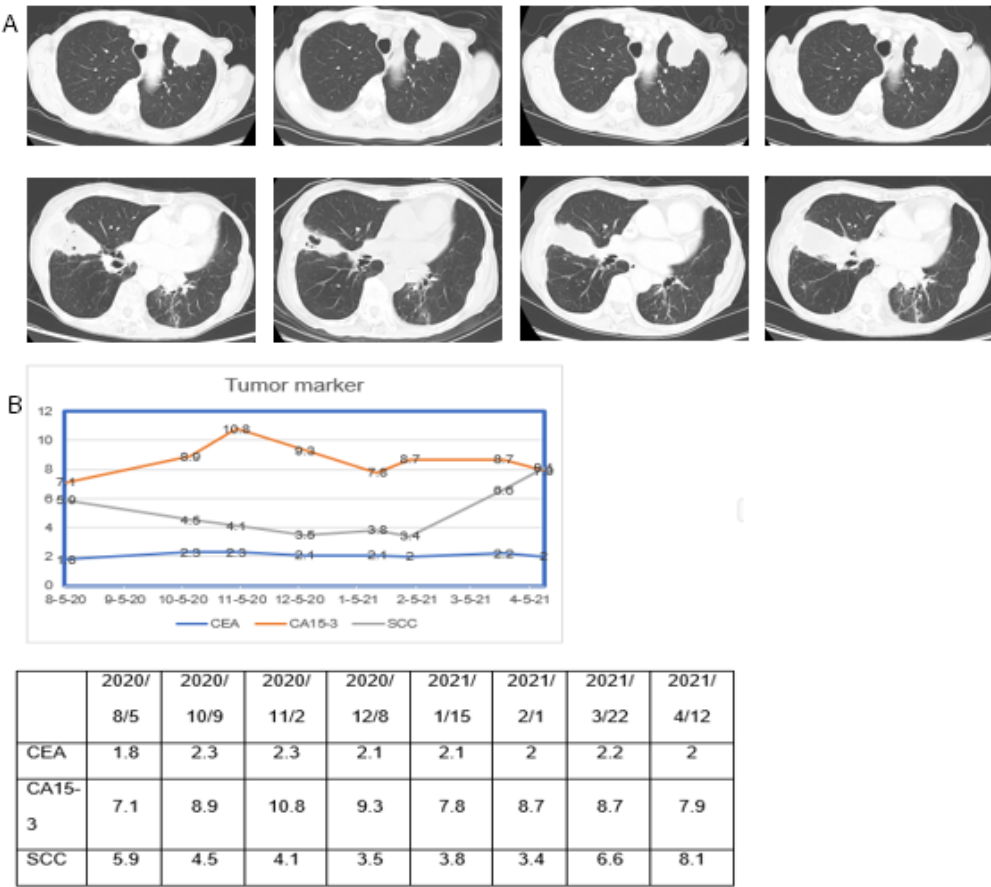 A
B
Tumor marker
12
10
8
6
4
2
0
7.1 8.9 10.8 9.3 7.8 8.7 8.7 7.9
5.9 4.5 4.1 3.5 3.8 3.4 6.6 8.1
1.8 2.3 2.3 2.1 2.1 2 2.2 2
8-5-20 9-5-20 10-5-20 11-5-20 12-5-20 1-5-21 2-5-21 3-5-21 4-5-21
CEA CA15-3 SCC
2020/ 2020/ 2020/ 2020/ 2021/ 2021/ 2021/ 2021/
8/5 10/9 11/2 12/8 1/15 2/1 3/22 4/12
CEA 1.8 2.3 2.3 2.1 2.1 2 2.2 2
CA15-
3 7.1 8.9 10.8 9.3 7.8 8.7 8.7 7.9
SCC 5.9 4.5 4.1 3.5 3.8 3.4 6.6 8.1